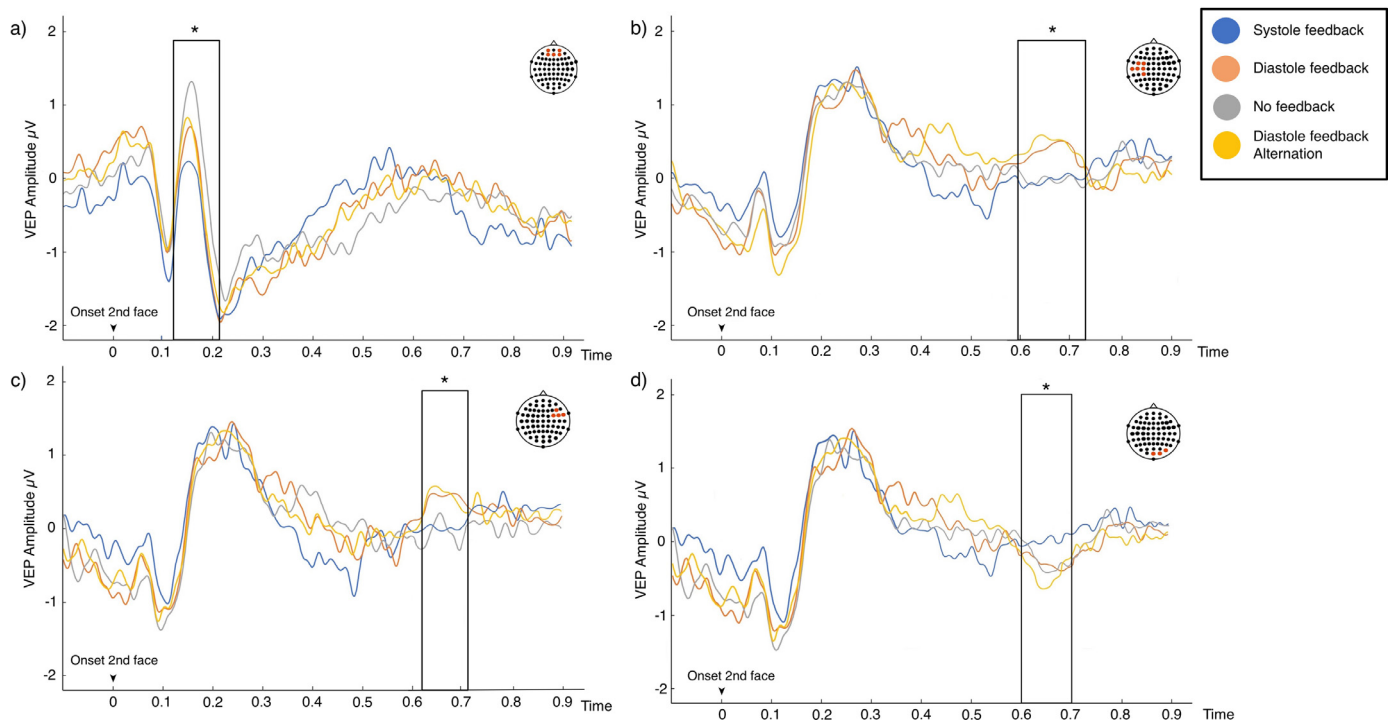 a)
*
2
1
0
-1
-2
VEP Amplitude µV
Onset 2nd face
0 0.1 0.2 0.3 0.4 0.5 0.6 0.7 0.8 0.9 Time
b)
*
2
1
0
-1
-2
VEP Amplitude µV
Onset 2nd face
0 0.1 0.2 0.3 0.4 0.5 0.6 0.7 0.8 0.9 Time
Systole feedback
Diastole feedback
No feedback
Diastole feedback
Alternation
c)
*
2
1
0
-1
-2
VEP Amplitude µV
Onset 2nd face
0 0.1 0.2 0.3 0.4 0.5 0.6 0.7 0.8 0.9 Time
d)
*
2
1
0
-1
-2
VEP Amplitude µV
Onset 2nd face
0 0.1 0.2 0.3 0.4 0.5 0.6 0.7 0.8 0.9 Time